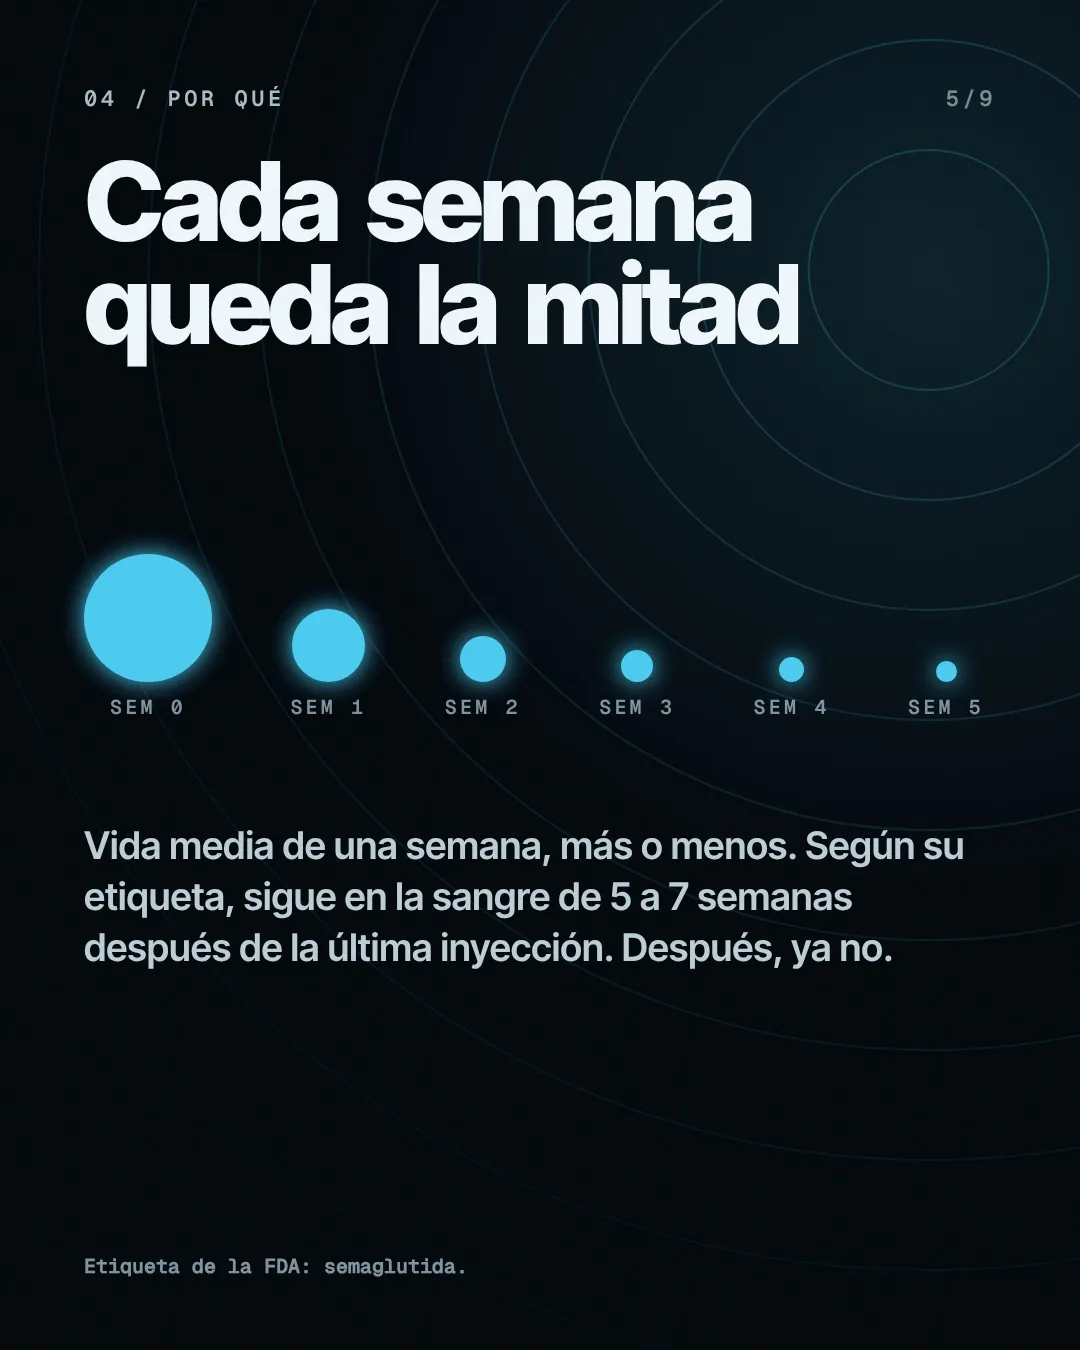 04 / POR QUÉ
5/9
Cada semana
queda la mitad
SEM 0
SEM 1
SEM 2
SEM 3
SEM 4
SEM 5
Vida media de una semana, más o menos. Según su
etiqueta, sigue en la sangre de 5 a 7 semanas
después de la última inyección. Después, ya no.
Etiqueta de la FDA: semaglutida.